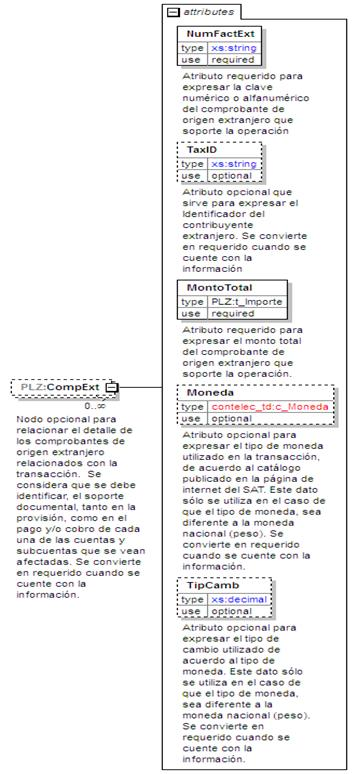 attributes
NumFactExt
type xs:string
use required
Atributo requerido para
expresar la clave
numérico o alfanumérico
del comprobante de
origen extranjero que
soporte la operación
TaxID
type xs:string
use optional
Atributo opcional que
sirve para expresar el
Identificador del
contribuyente
extranjero. Se convierte
en requerido cuando se
cuente con la
información
MontoTotal
type PLZ:t_Importe
use required
Atributo requerido para
expresar el monto total
del comprobante de
origen extranjero que
soporte la operación.
PLZ:CompExt
0..∞
Nodo opcional para
relacionar el detalle de
los comprobantes de
origen extranjero
relacionados con la
transacción. Se
considera que se debe
identificar, el soporte
documental, tanto en la
provisión, como en el
pago y/o cobro de cada
una de las cuentas y
subcuentas que se vean
afectadas. Se convierte
en requerido cuando se
cuente con la
información.
Moneda
type contelec_td:c_Moneda
use optional
Atributo opcional para
expresar el tipo de moneda
utilizado en la transacción,
de acuerdo al catálogo
publicado en la página de
internet del SAT. Este dato
sólo se utiliza en el caso de
que el tipo de moneda, sea
diferente a la moneda
nacional (peso). Se
convierte en requerido
cuando se cuente con la
información.
TipCamb
type xs:decimal
use optional
Atributo opcional para
expresar el tipo de
cambio utilizado de
acuerdo al tipo de
moneda. Este dato sólo
se utiliza en el caso de
que el tipo de moneda,
sea diferente a la
moneda nacional (peso).
Se convierte en
requerido cuando se
cuente con la
información.